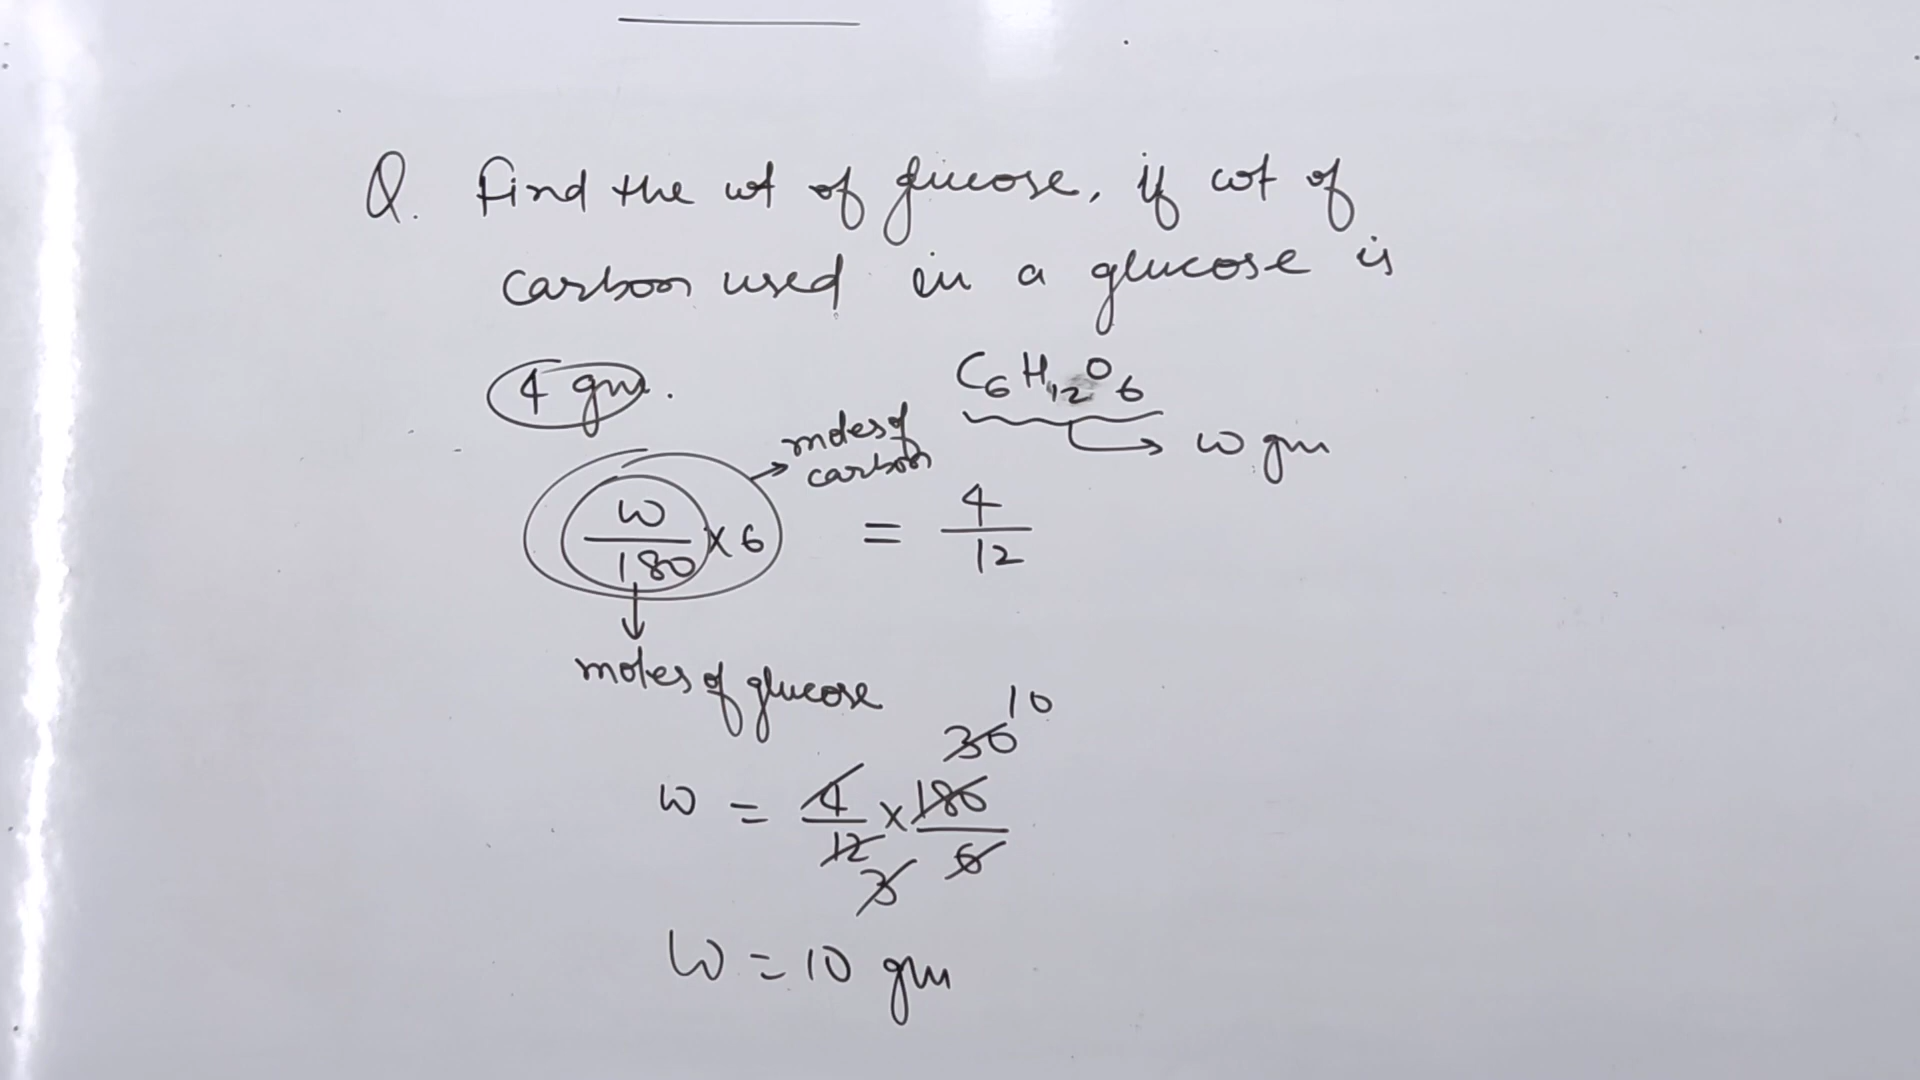 Q. Find the wt of glucose, if wt of
carbon used in a glucose is
4 gm.
C6H12O6
→ w gm
moles of
carbon
w/180 × 6 = 4/12
moles of glucose
10
30
w = 4/12 × 180/6
3
W = 10 gm